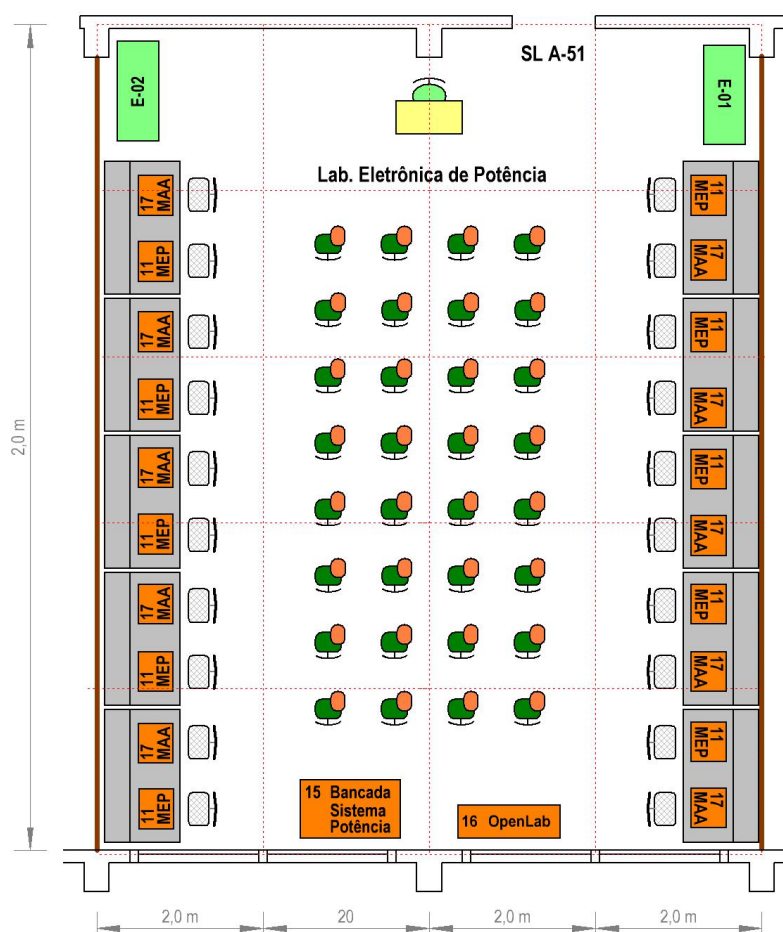 SL A-51
E-02
E-01
Lab. Eletrônica de Potência
17
MAA
11
MEP
11
MEP
17
MAA
17
MAA
11
MEP
11
MEP
17
MAA
17
MAA
11
MEP
11
MEP
17
MAA
17
MAA
11
MEP
11
MEP
17
MAA
17
MAA
11
MEP
11
MEP
17
MAA
2,0 m
15 Bancada
Sistema
Potência
16 OpenLab
2,0 m
20
2,0 m
2,0 m